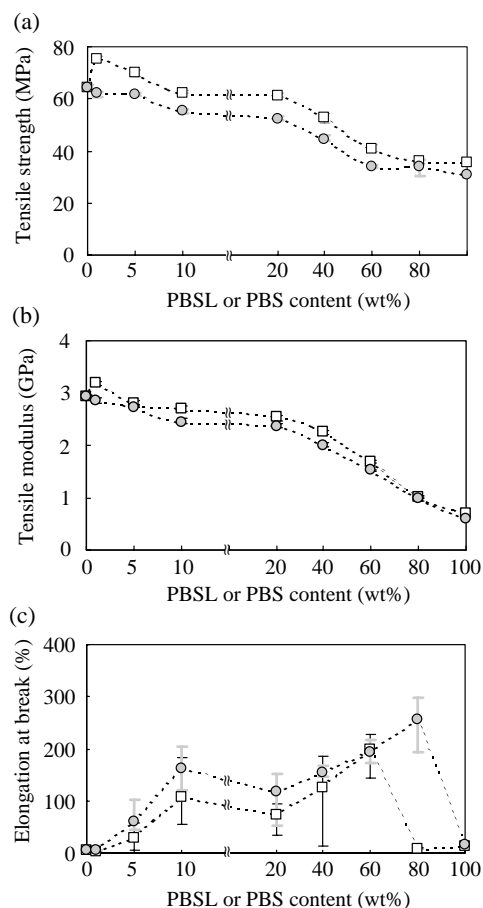 (a)
Tensile strength (MPa)
80
60
40
20
0
0 5 10 20 40 60 80
PBSL or PBS content (wt%)
(b)
Tensile modulus (GPa)
4
3
2
1
0
0 5 10 20 40 60 80 100
PBSL or PBS content (wt%)
(c)
Elongation at break (%)
400
300
200
100
0
0 5 10 20 40 60 80 100
PBSL or PBS content (wt%)